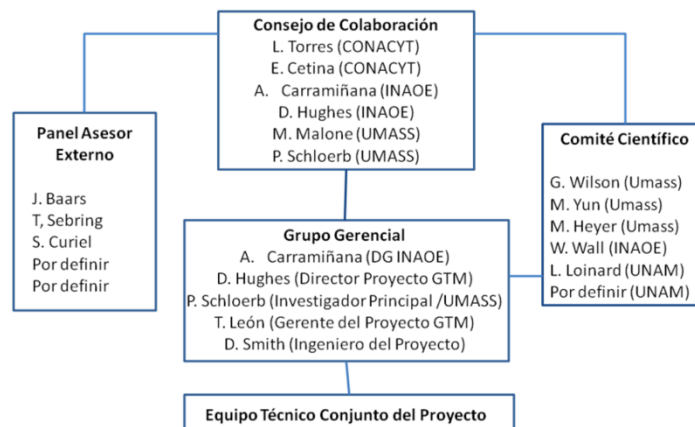 Consejo de Colaboración
L. Torres (CONACYT)
E. Cetina (CONACYT)
A. Carramiñana (INAOE)
D. Hughes (INAOE)
M. Malone (UMASS)
P. Schloerb (UMASS)
Panel Asesor
Externo
J. Baars
T, Sebring
S. Curiel
Por definir
Por definir
Comité Científico
G. Wilson (Umass)
M. Yun (Umass)
M. Heyer (Umass)
W. Wall (INAOE)
L. Loinard (UNAM)
Por definir (UNAM)
Grupo Gerencial
A. Carramiñana (DG INAOE)
D. Hughes (Director Proyecto GTM)
P. Schloerb (Investigador Principal /UMASS)
T. León (Gerente del Proyecto GTM)
D. Smith (Ingeniero del Proyecto)
Equipo Técnico Conjunto del Proyecto